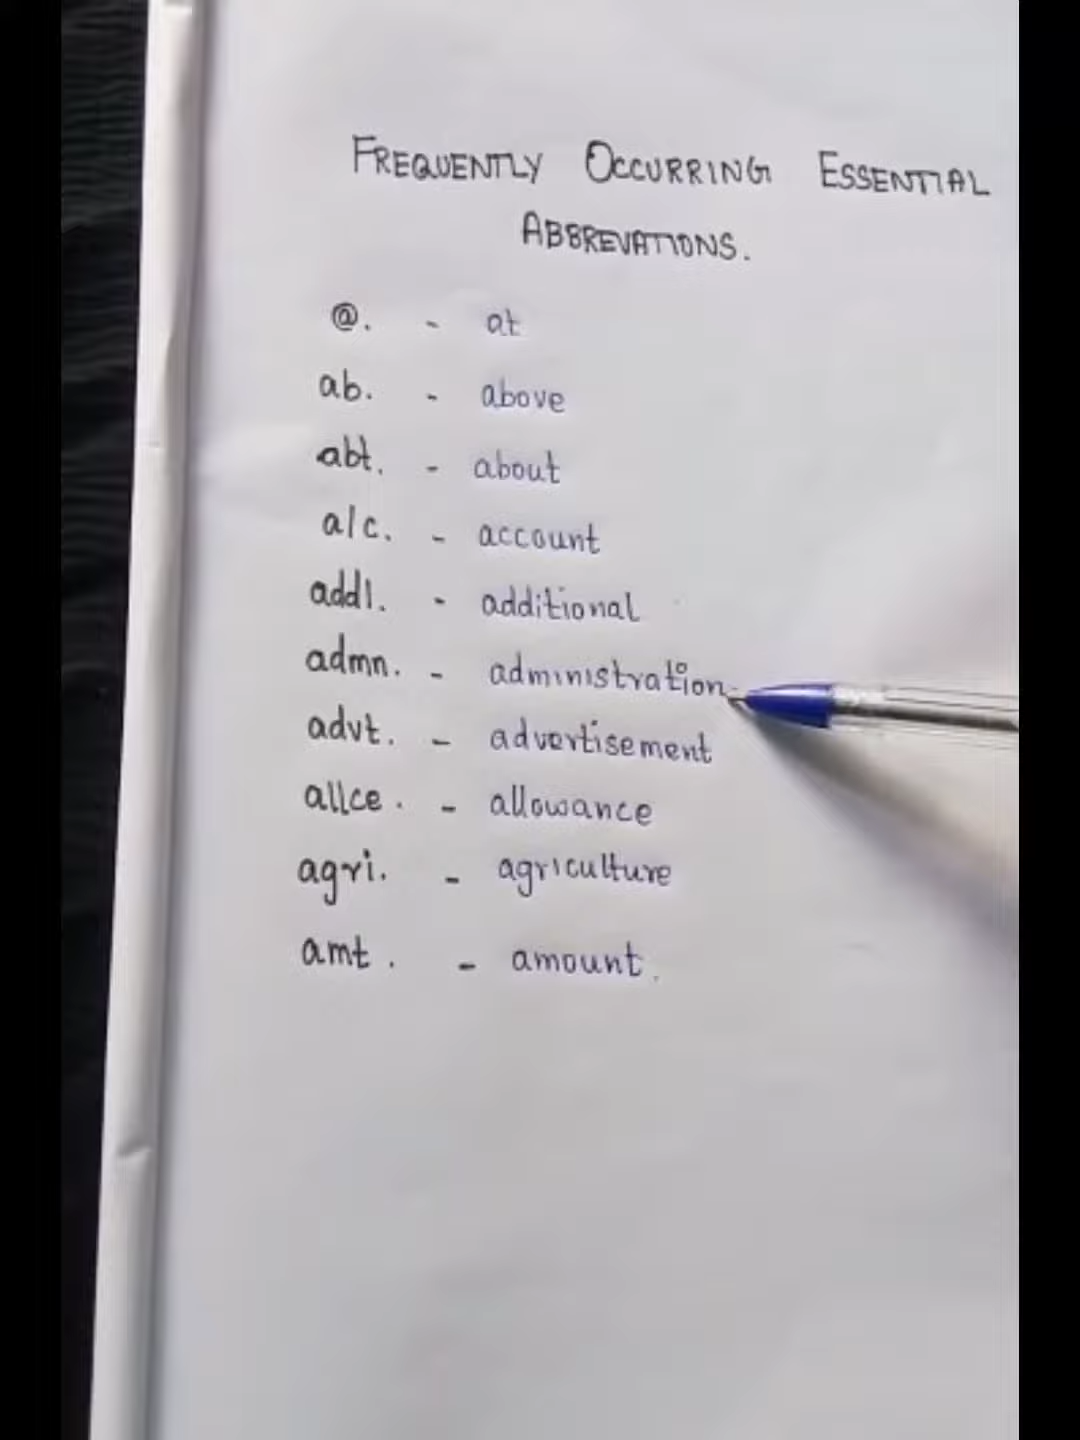 FREQUENTLY OCCURRING ESSENTIAL
ABBREVATIONS.
@. - at
ab. - above
abt. - about
a/c. - account
addl. - additional
admn. - administration
advt. - advertisement
allce. - allowance
agri. - agriculture
amt. - amount.